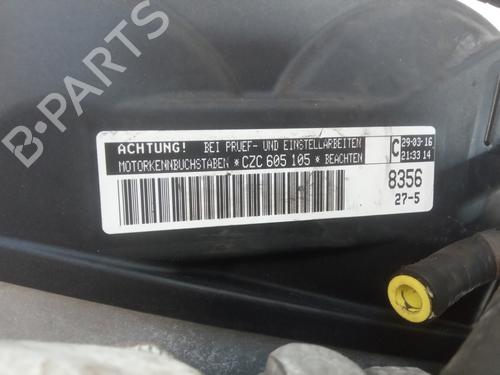 B-PARTS
ACHTUNG! BEI PRUEF- UND EINSTELLARBEITEN
MOTORKENNBUCHSTABEN *CZC 605 105* BEACHTEN
C
29-03-16
21:33 14
8356
27-5